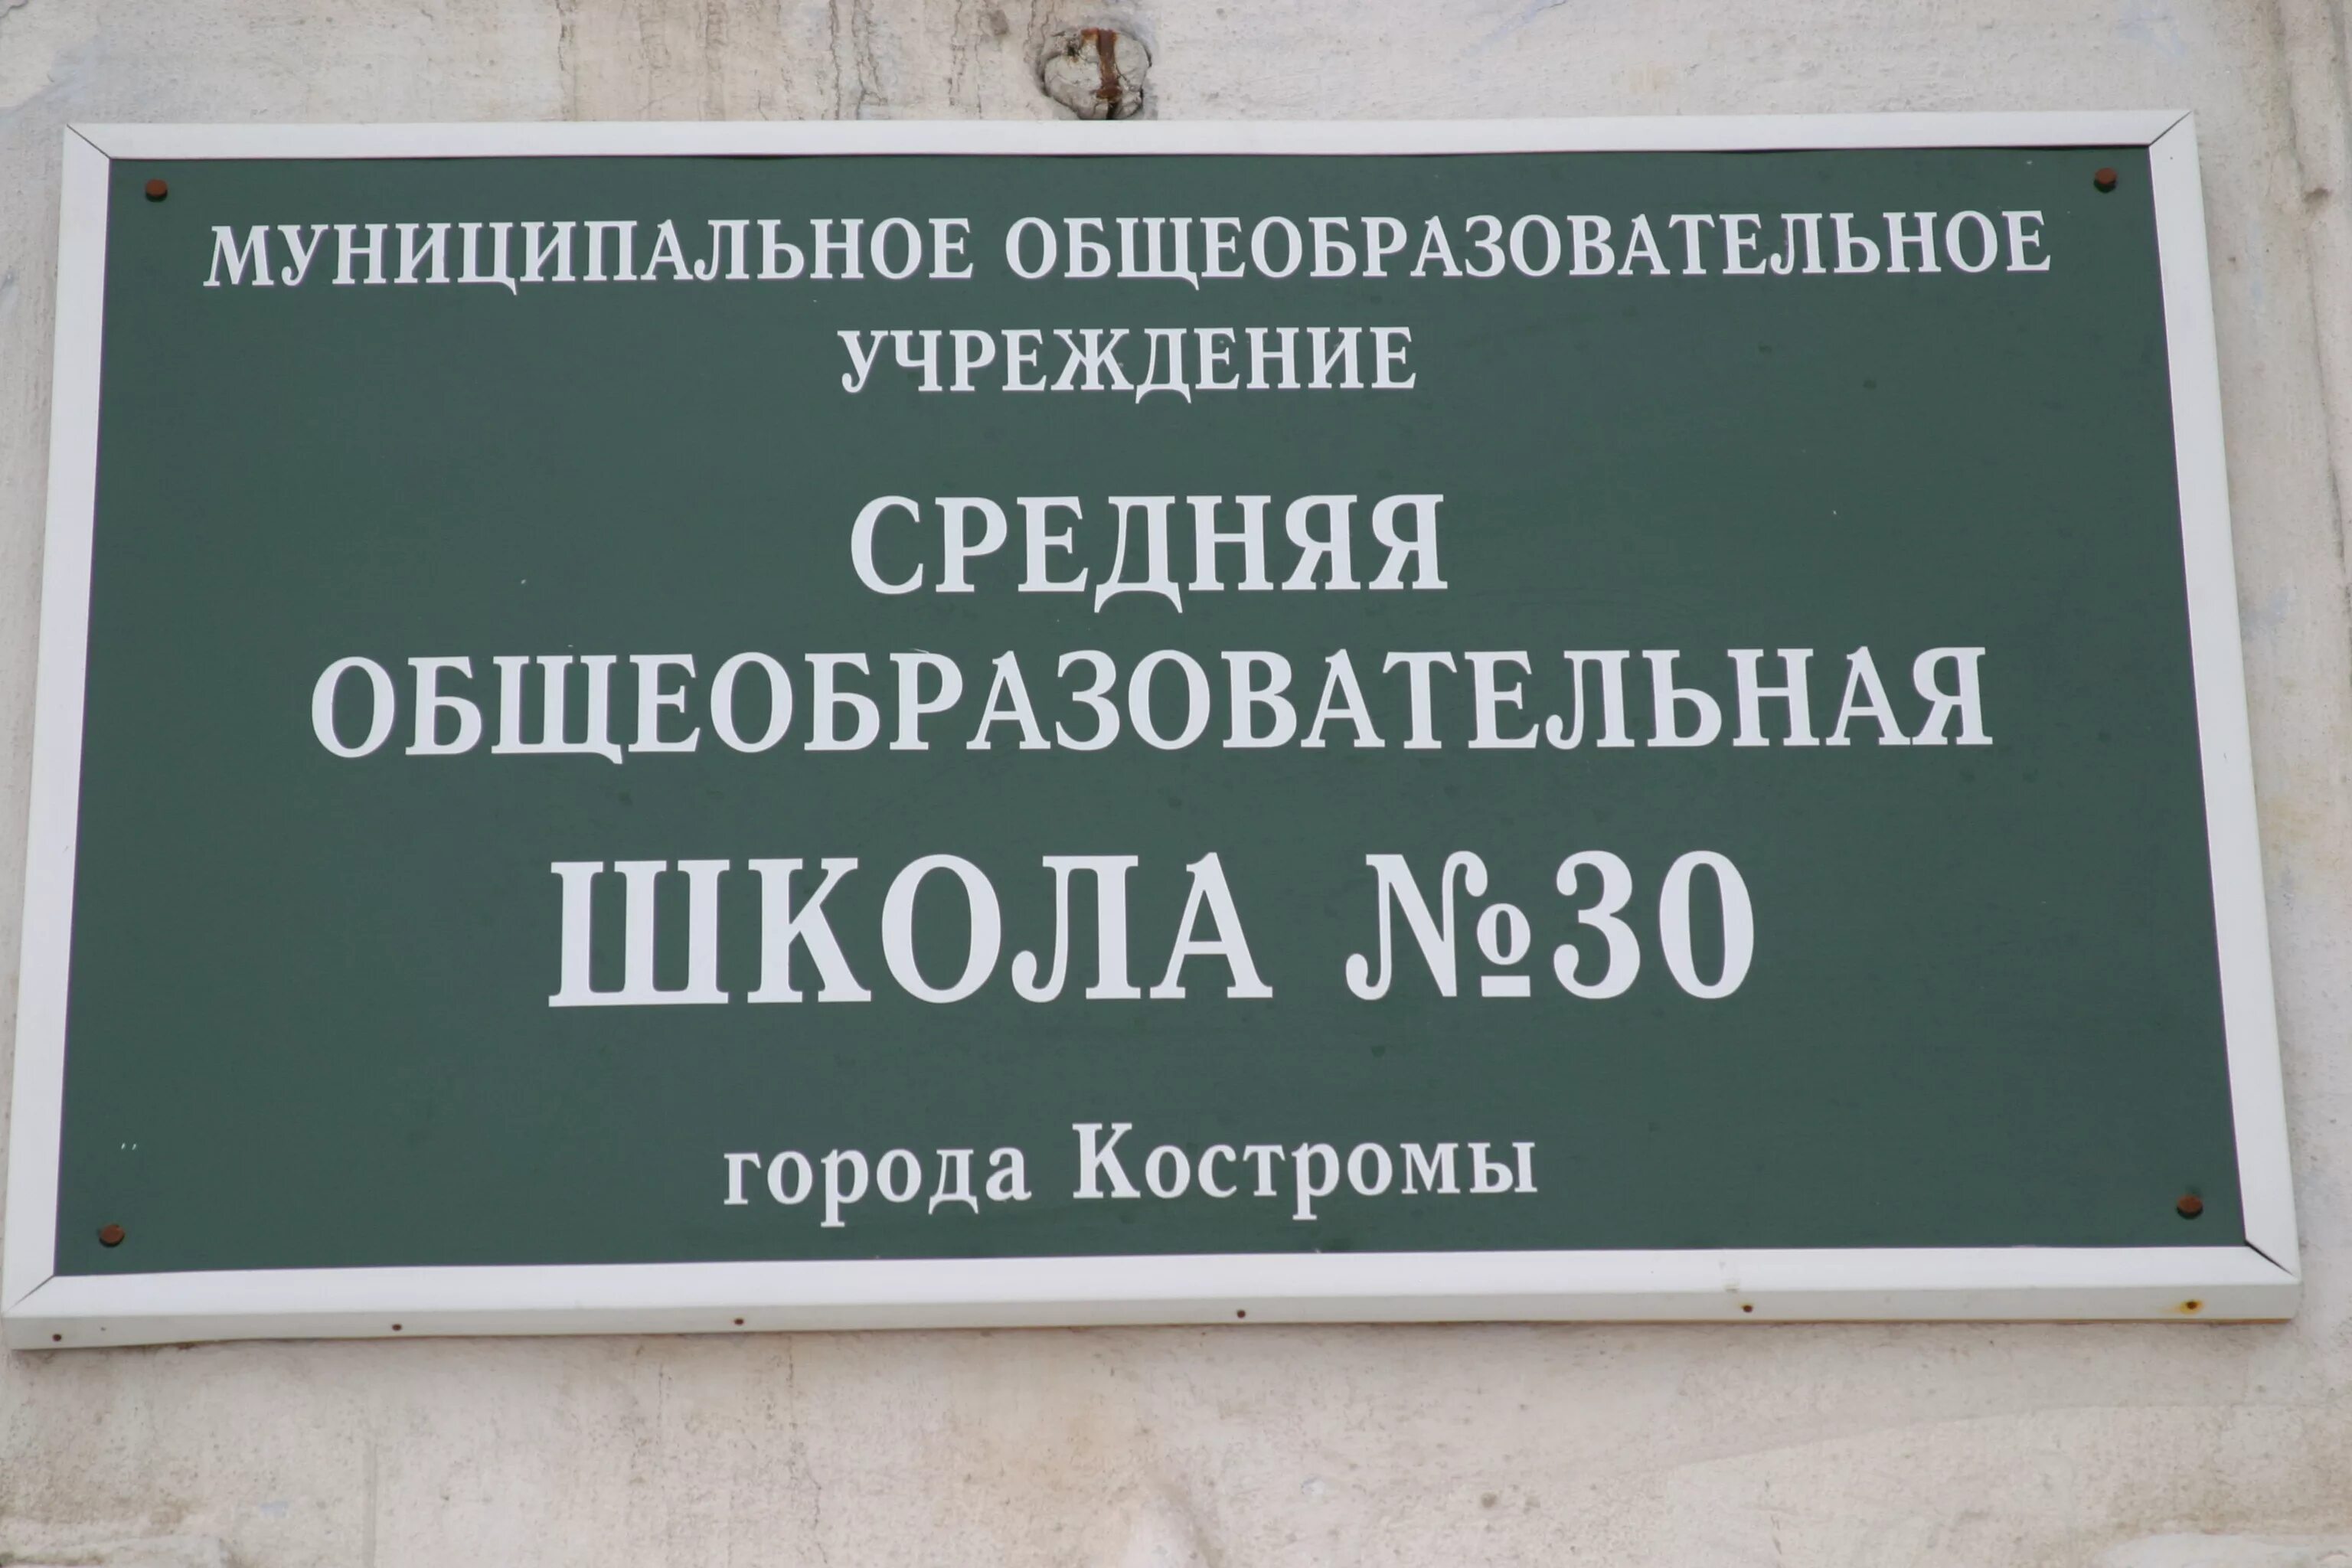 МУНИЦИПАЛЬНОЕ ОБЩЕОБРАЗОВАТЕЛЬНОЕ
УЧРЕЖДЕНИЕ
СРЕДНЯЯ
ОБЩЕОБРАЗОВАТЕЛЬНАЯ
ШКОЛА №30
города Костромы